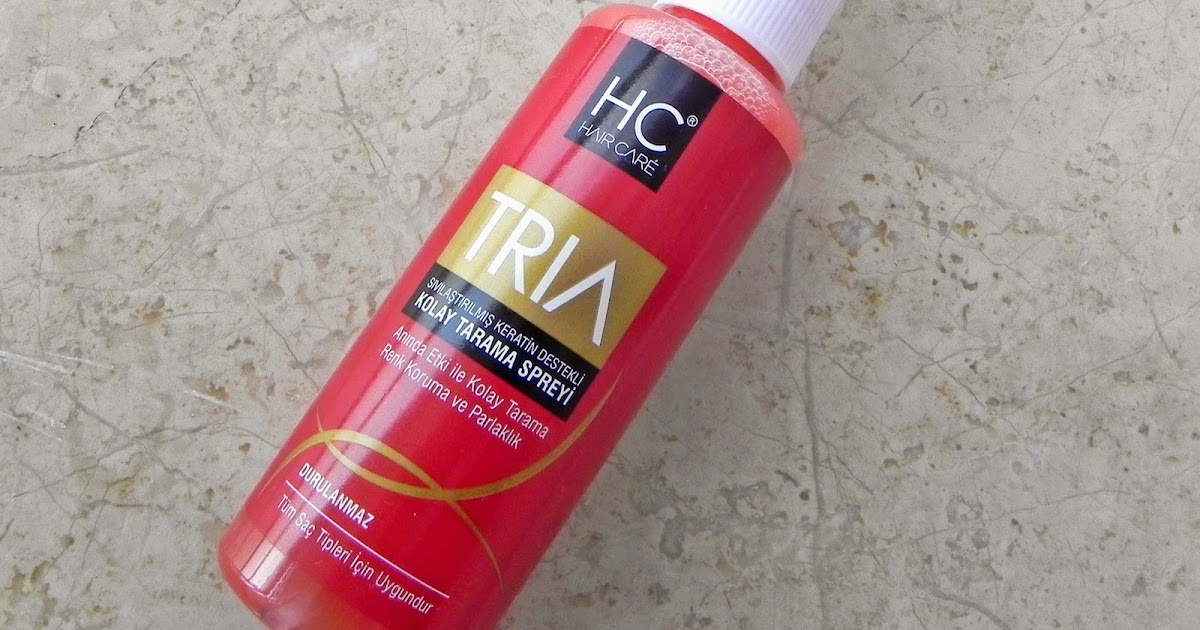 HC®
HAIR CARÉ
TRIA
SIVILAŞTIRILMIŞ KERATİN DESTEKLİ
KOLAY TARAMA SPREYİ
Anında Etki ile Kolay Tarama
Renk Koruma ve Parlaklık
DURULANMAZ
Tüm Saç Tipleri İçin Uygundur